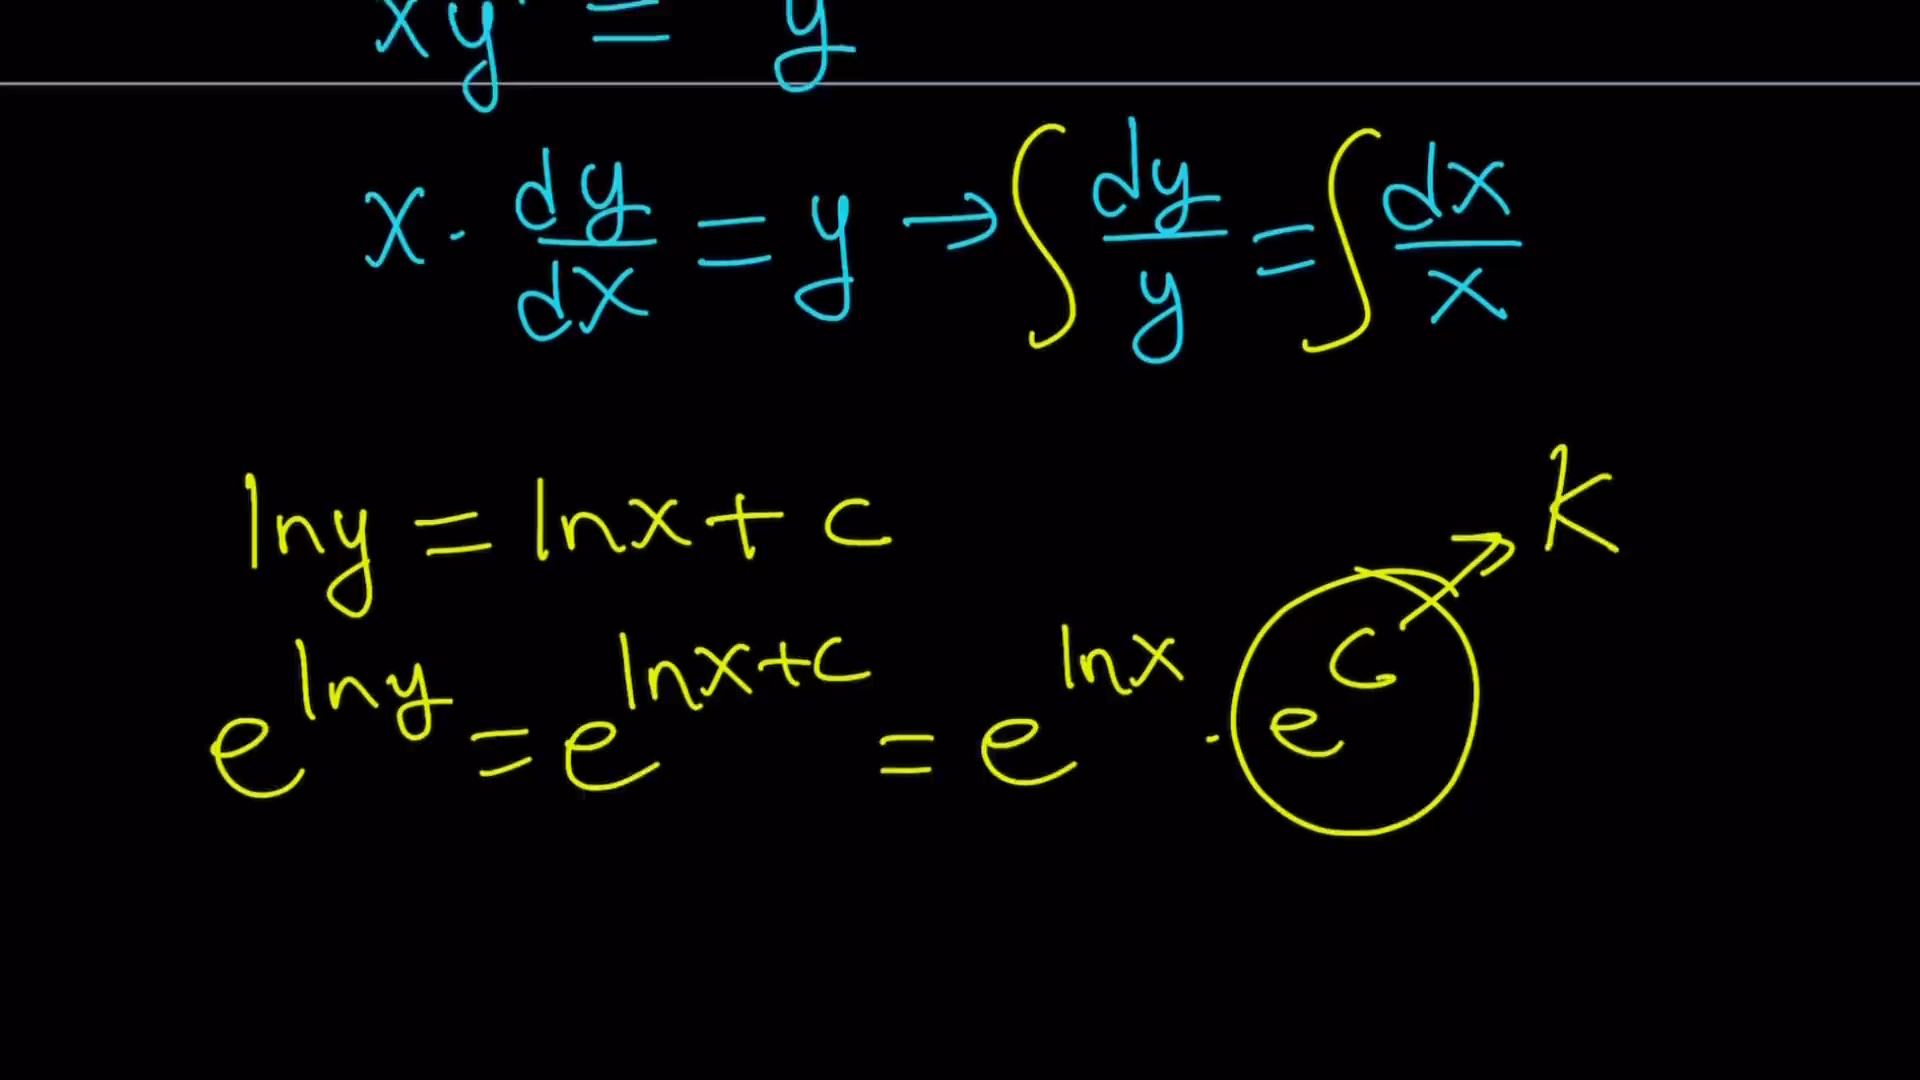 xy' = y
x · dy/dx = y → ∫ dy/y = ∫ dx/x
ln y = ln x + c
e^(ln y) = e^(ln x + c) = e^(ln x) · e^c → K